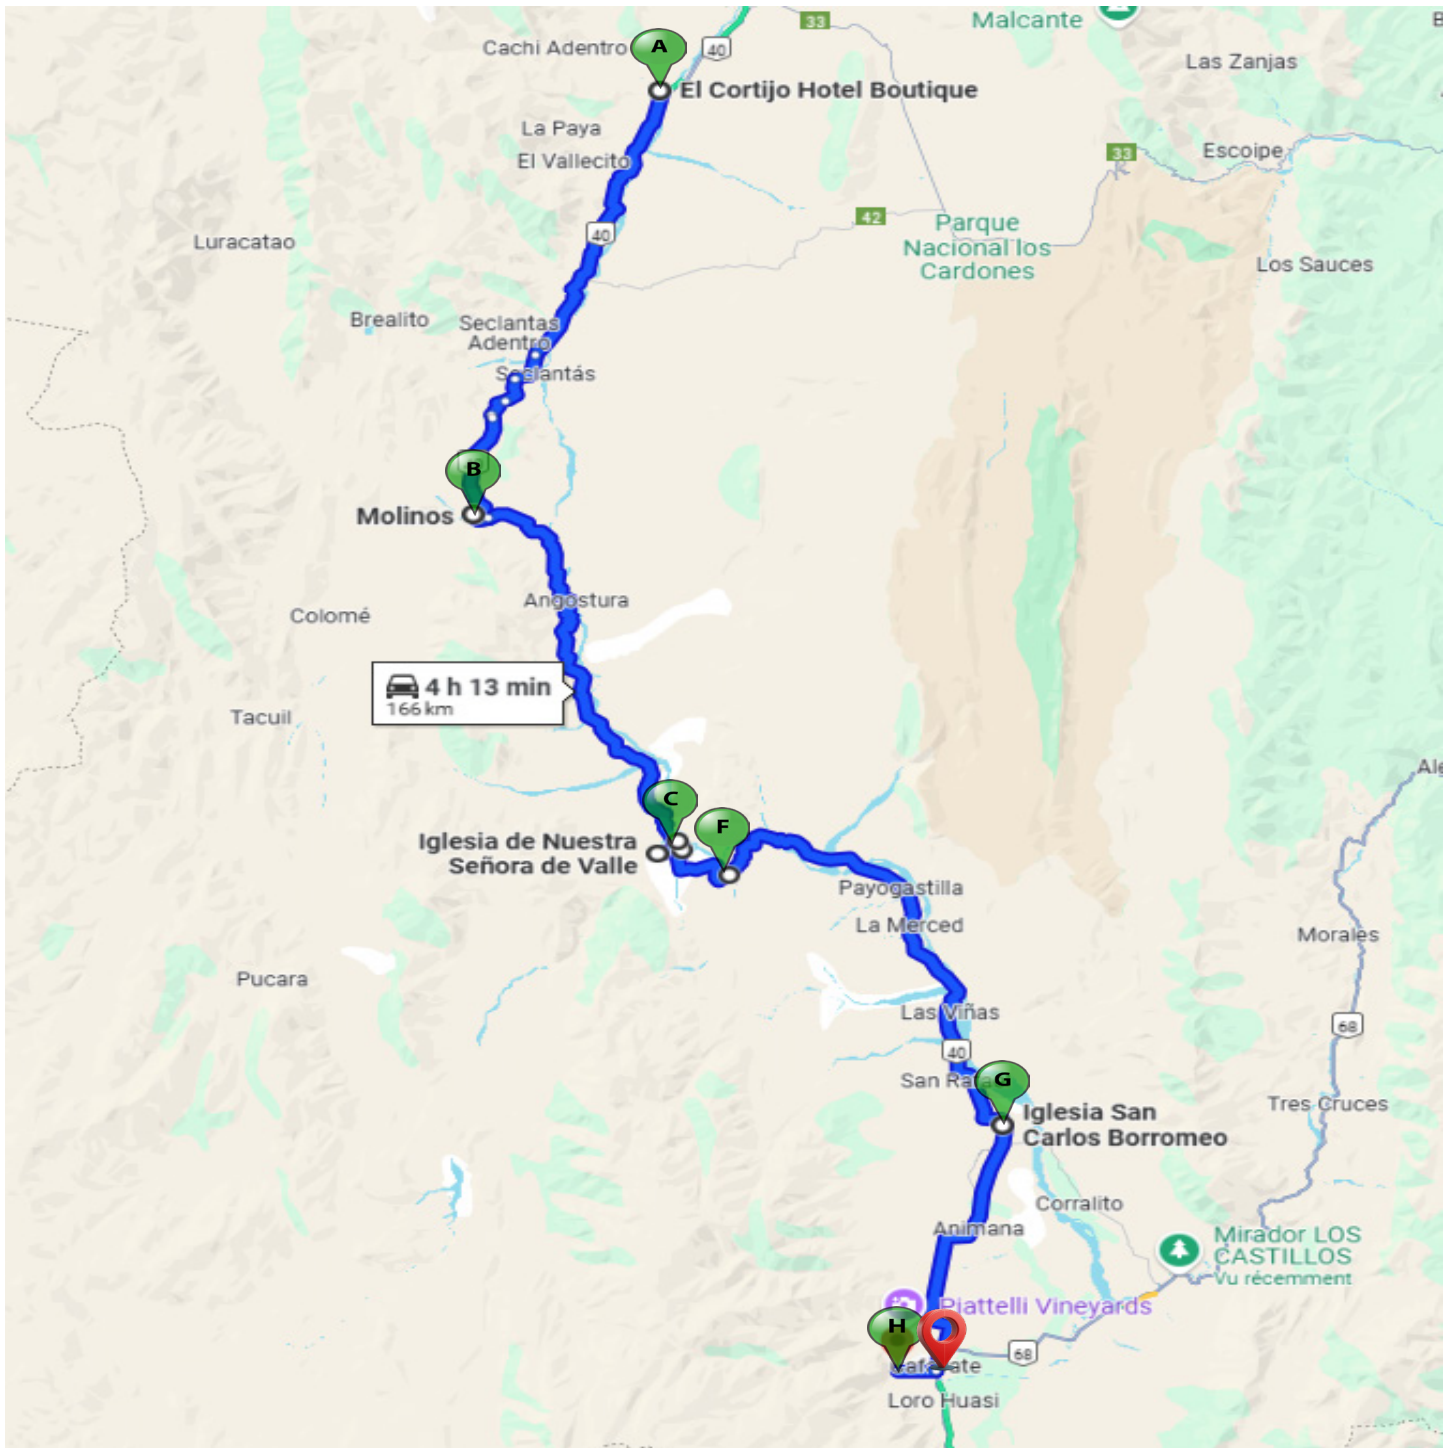 33
Malcante
Cachi Adentro
A
40
Las Zanjas
El Cortijo Hotel Boutique
La Paya
El Vallecito
33
Escoipe
42
Parque
Nacional los
Cardones
40
Luracatao
Los Sauces
Brealito
Seclantas
Adentro
Seclantás
B
Molinos
Angostura
Colomé
4 h 13 min
166 km
Tacuil
C
F
Iglesia de Nuestra
Señora de Valle
Payogastilla
La Merced
Morales
Pucara
Las Viñas
68
40
San Rafa
G
Iglesia San
Carlos Borromeo
Tres Cruces
Corralito
Animana
Mirador LOS
CASTILLOS
Vu récemment
Piattelli Vineyards
H
68
Cafayate
Loro Huasi